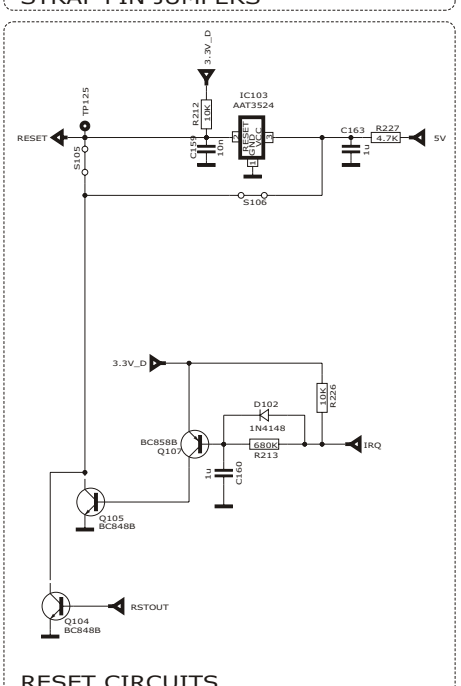 STRAP PIN JUMPERS
3.3V_D
TP125
R212
10K
IC103
AAT3524
RESET
2
RESET
GND
VCC
3
1
C159
10n
C163
1u
R227
4.7K
5V
S105
S106
3.3V_D
10K
R226
D102
1N4148
BC858B
Q107
680K
R213
IRQ
1u
C160
Q105
BC848B
RSTOUT
Q104
BC848B
RESET CIRCUITS